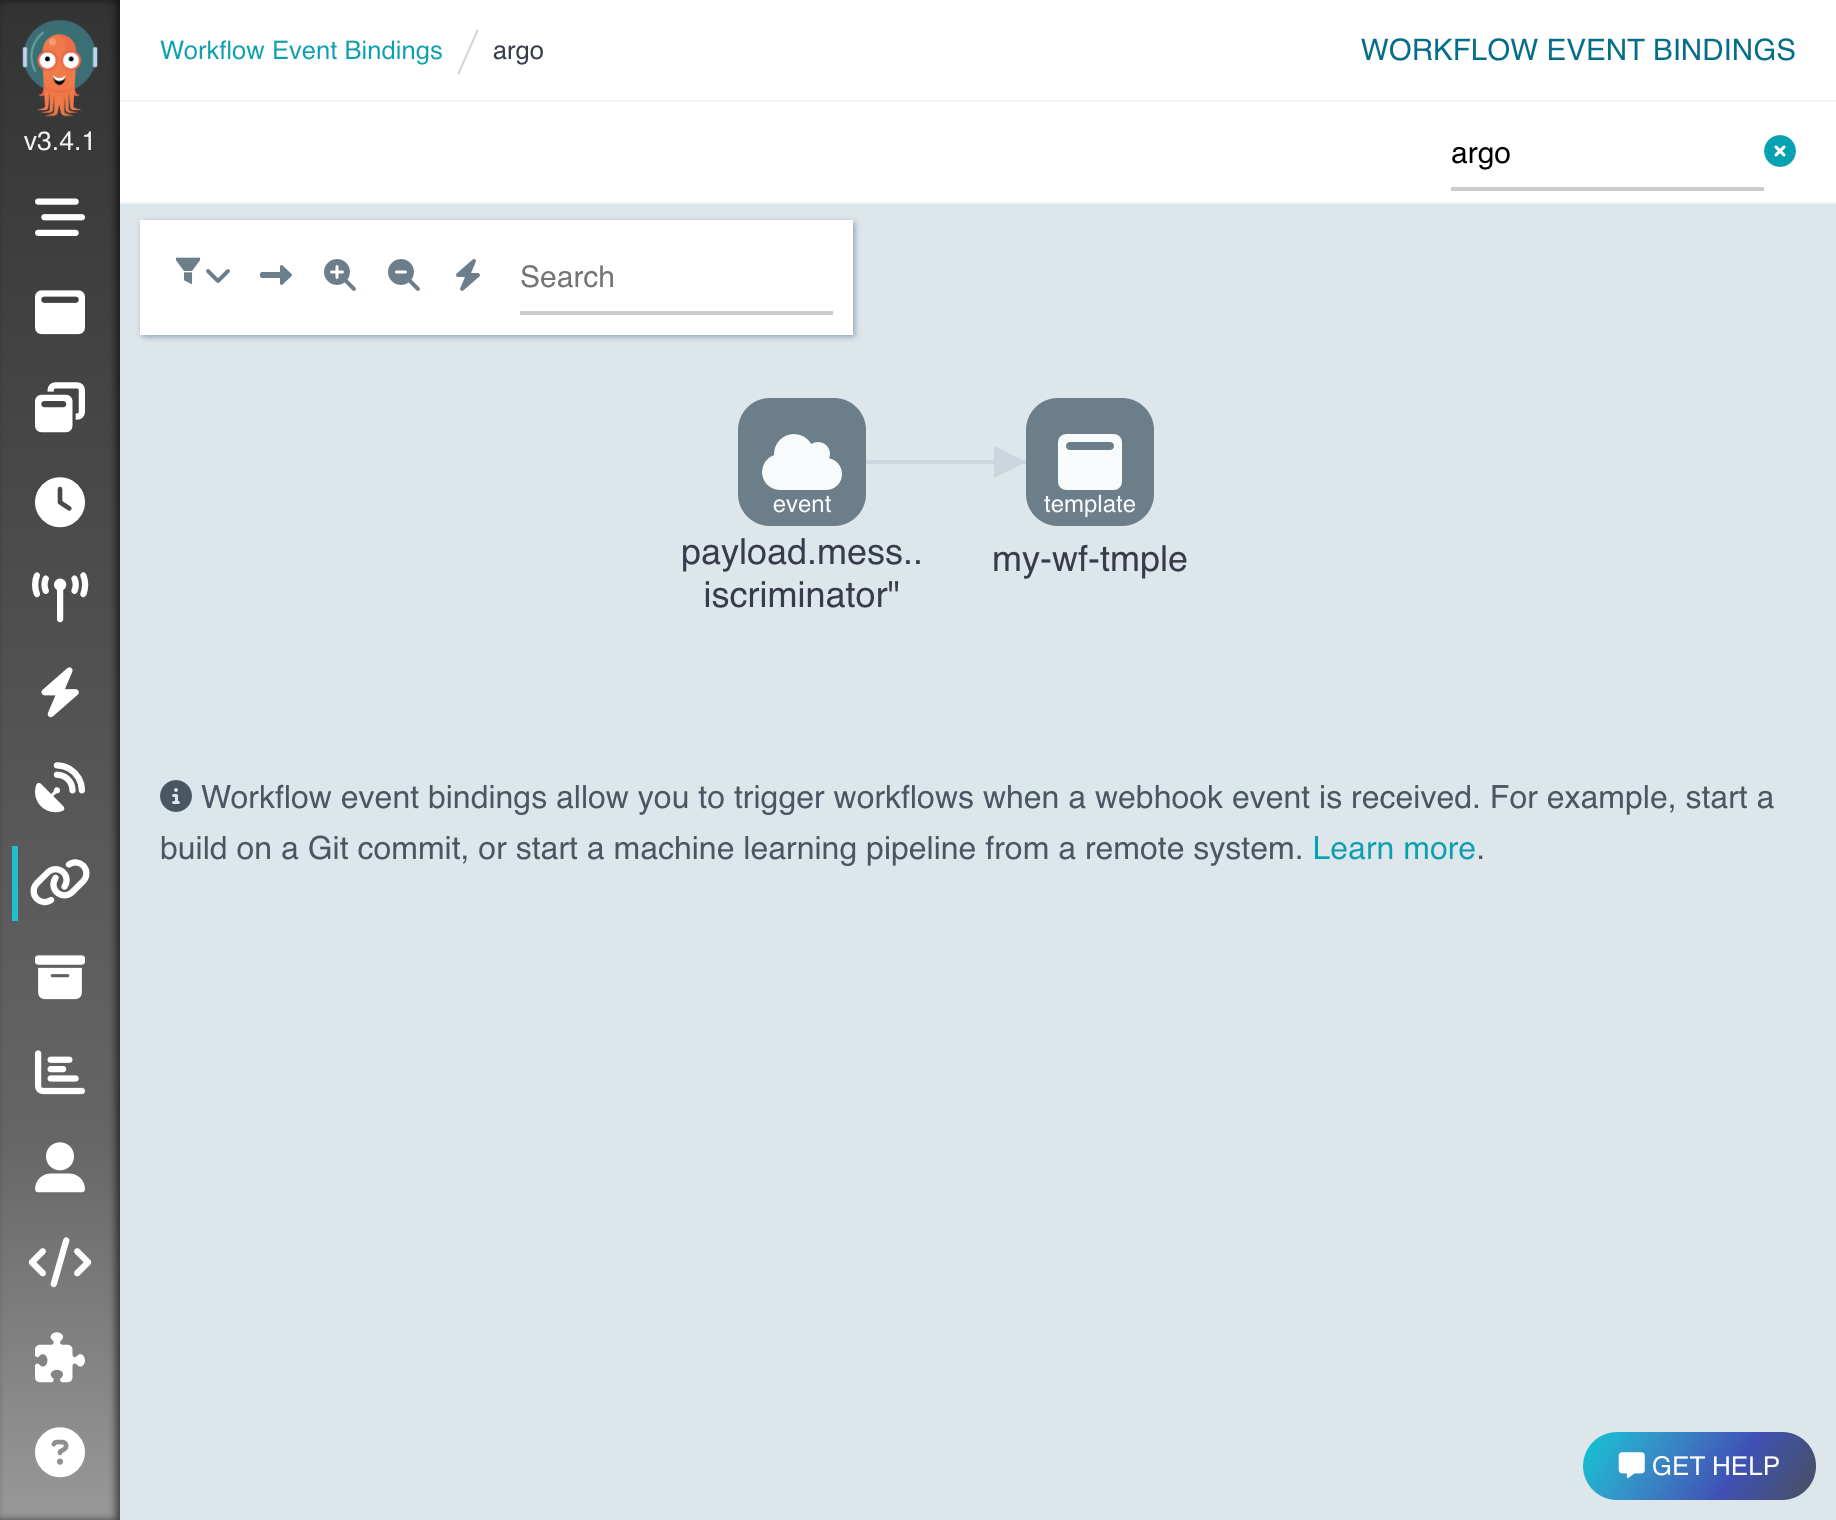 v3.4.1
Workflow Event Bindings / argo
WORKFLOW EVENT BINDINGS
argo
Search
event
template
payload.mess..
iscriminator"
my-wf-tmple
Workflow event bindings allow you to trigger workflows when a webhook event is received. For example, start a
build on a Git commit, or start a machine learning pipeline from a remote system. Learn more.
GET HELP